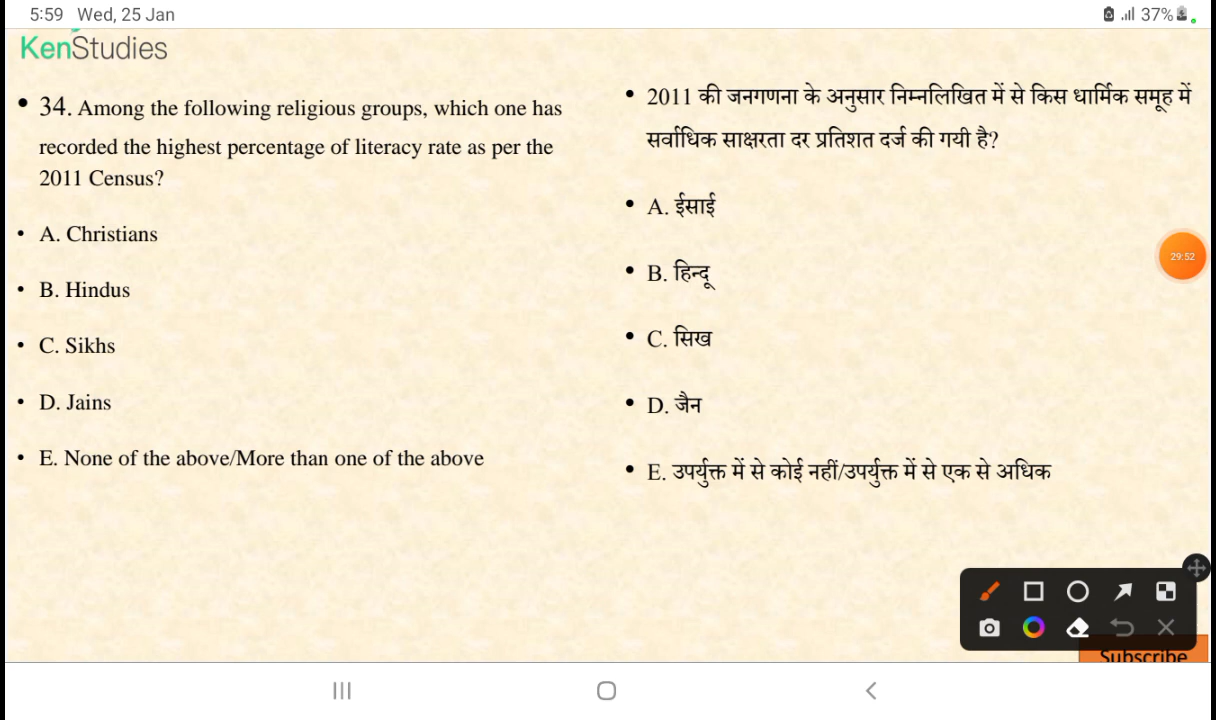 5:59 Wed, 25 Jan
37%
KenStudies
• 34. Among the following religious groups, which one has
recorded the highest percentage of literacy rate as per the
2011 Census?
• A. Christians
• B. Hindus
• C. Sikhs
• D. Jains
• E. None of the above/More than one of the above
• 2011 की जनगणना के अनुसार निम्नलिखित में से किस धार्मिक समूह में
सर्वाधिक साक्षरता दर प्रतिशत दर्ज की गयी है?
• A. ईसाई
• B. हिन्दू
• C. सिख
• D. जैन
• E. उपर्युक्त में से कोई नहीं/उपर्युक्त में से एक से अधिक
29:52
Subscribe